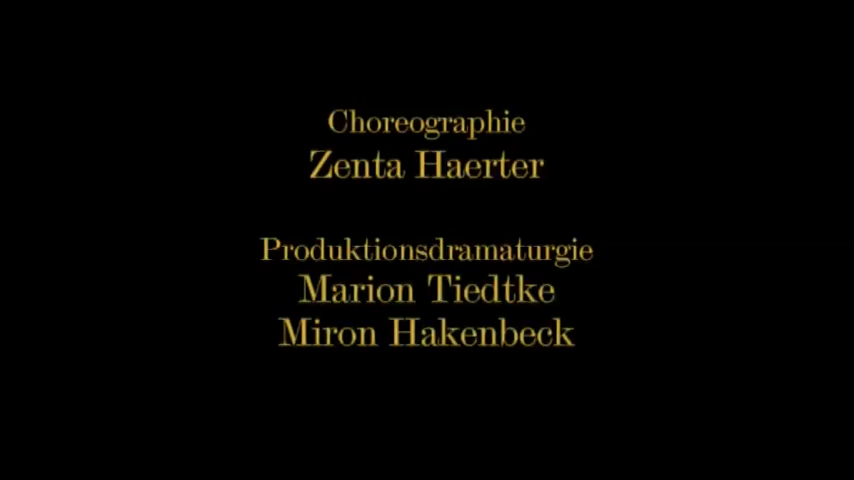 Choreographie
Zenta Haerter
Produktionsdramaturgie
Marion Tiedtke
Miron Hakenbeck